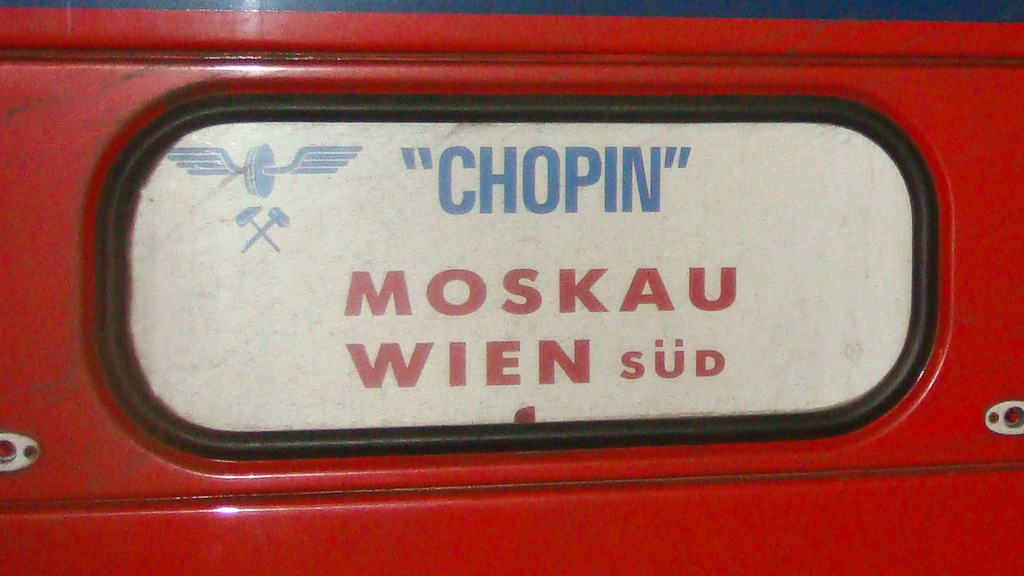 "CHOPIN"
MOSKAU
WIEN SÜD